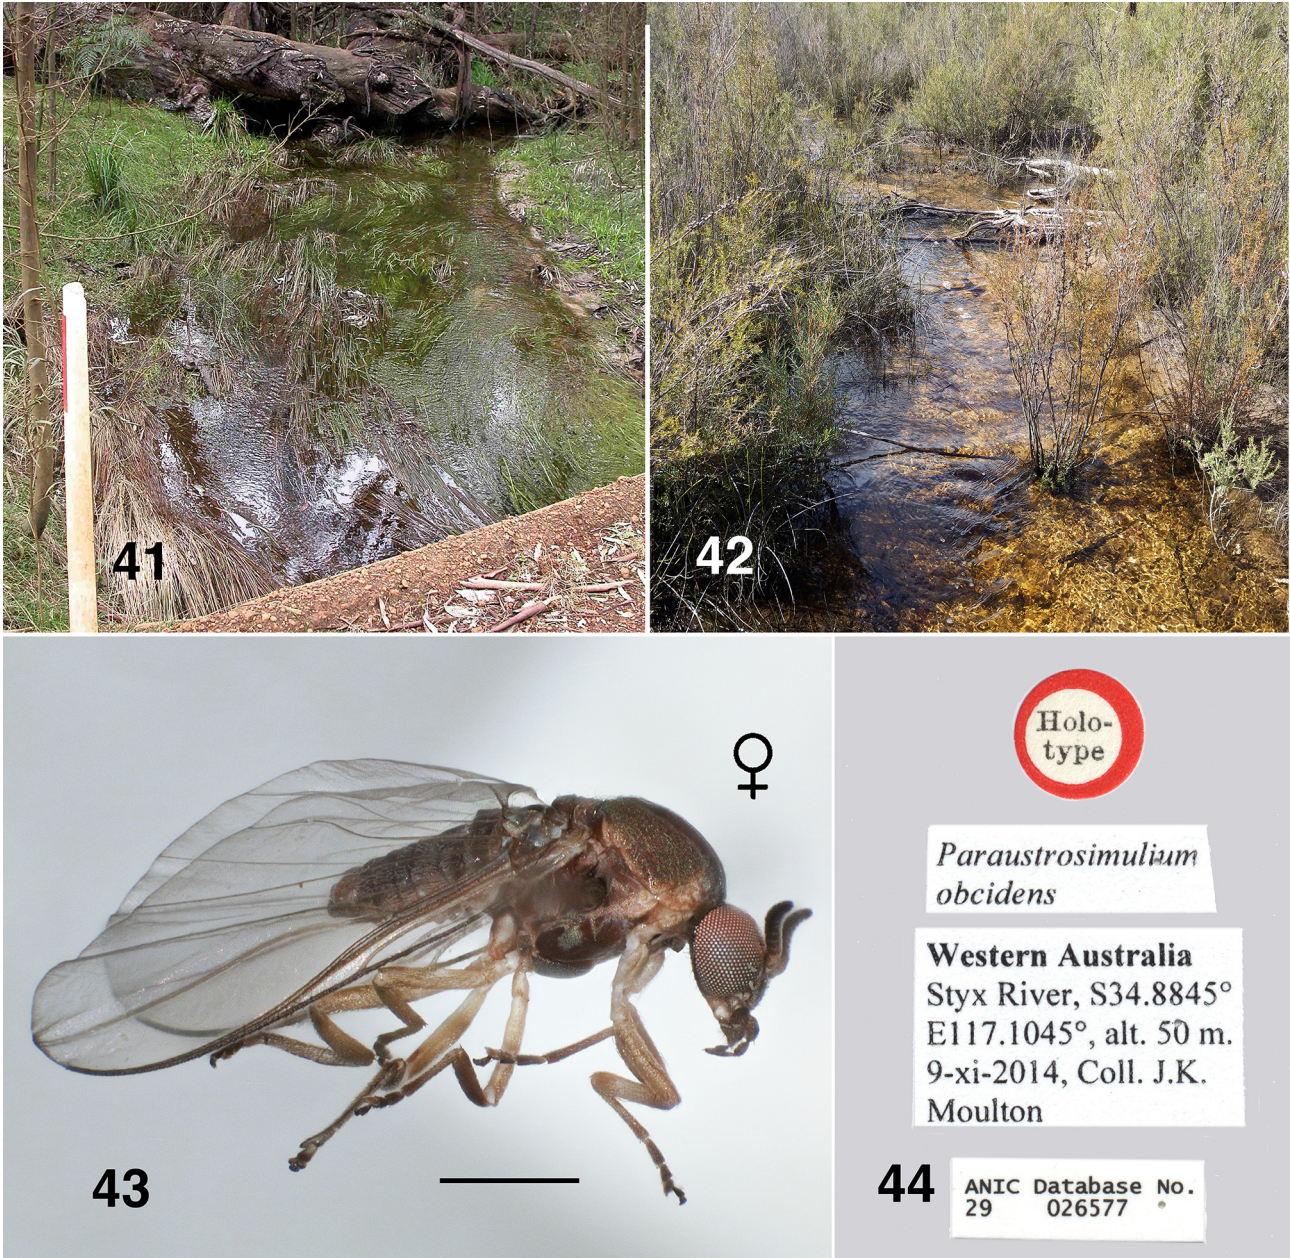 41
42
43
♀
Holo-
type
Paraustrosimulium
obcidens
Western Australia
Styx River, S34.8845°
E117.1045°, alt. 50 m.
9-xi-2014, Coll. J.K.
Moulton
44
ANIC Database No.
29 026577